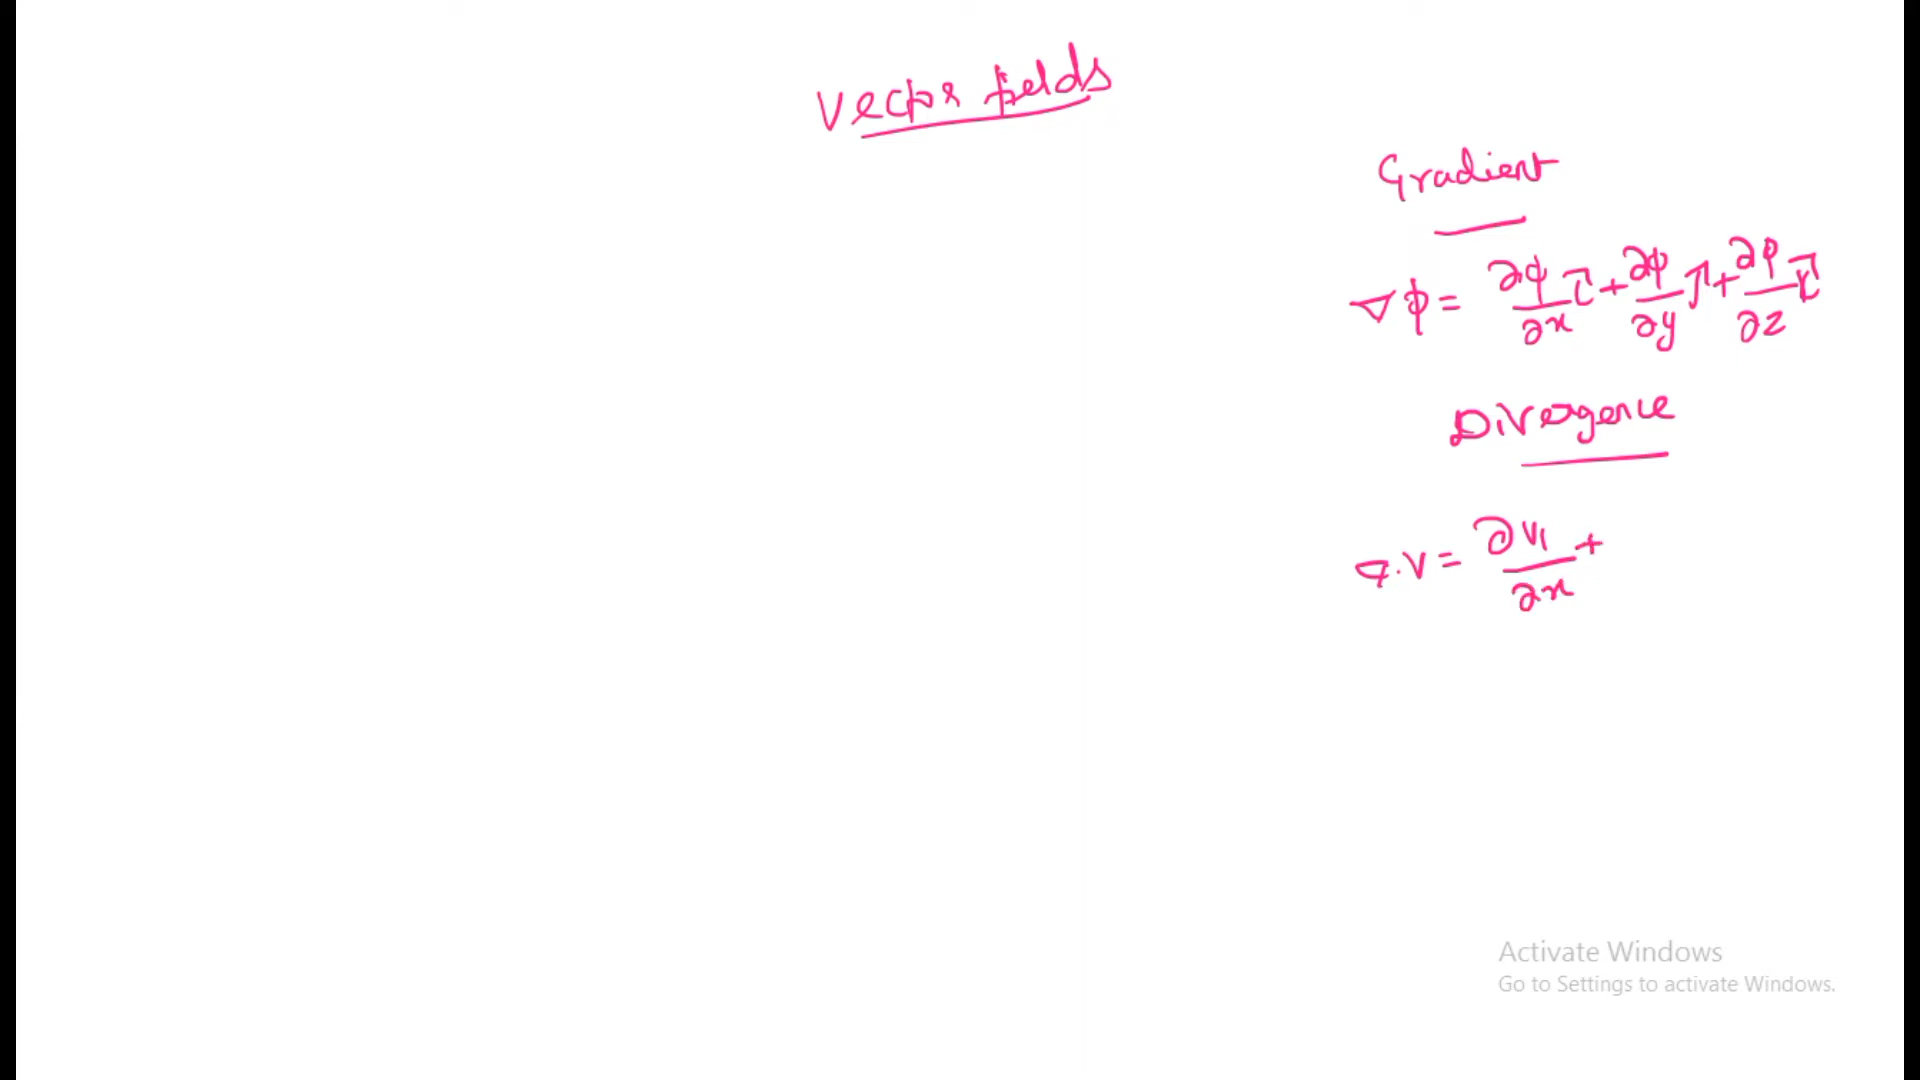 Vector fields
Gradient
∇ϕ = ∂ϕ/∂x i⃗ + ∂ϕ/∂y j⃗ + ∂ϕ/∂z k⃗
Divergence
∇.V = ∂V₁/∂x +
Activate Windows
Go to Settings to activate Windows.